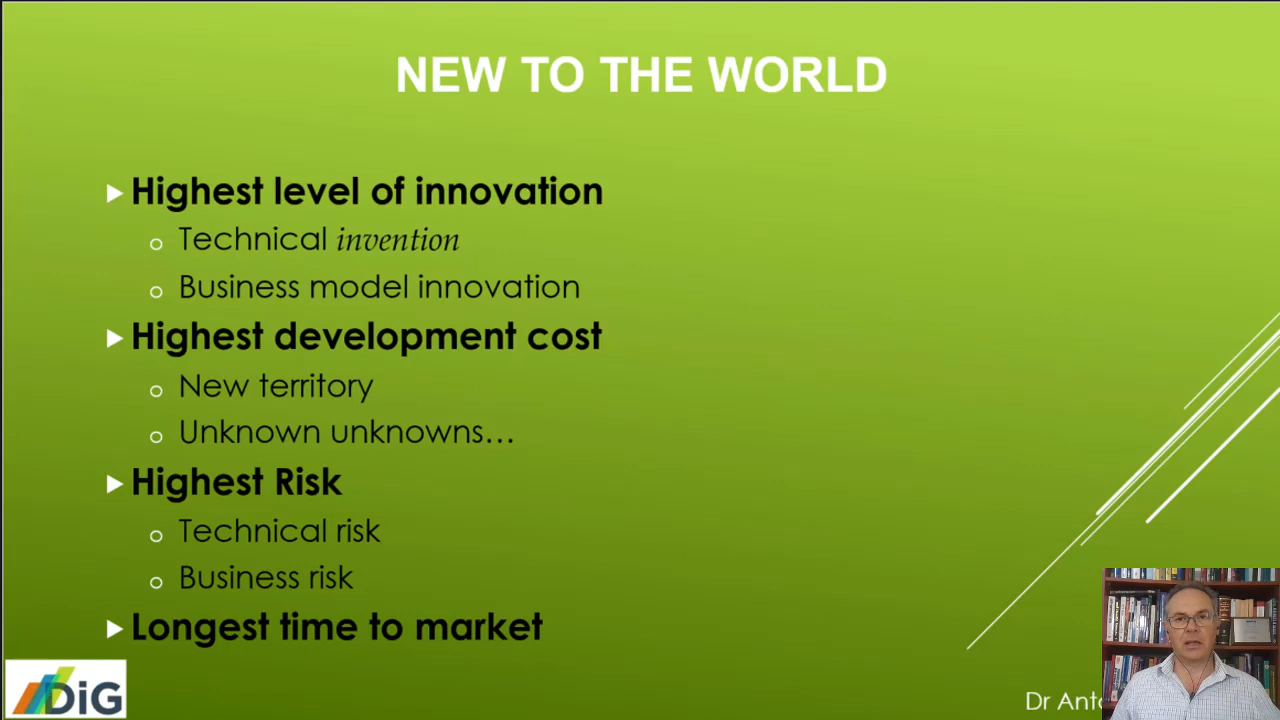 NEW TO THE WORLD
Highest level of innovation
Technical invention
Business model innovation
Highest development cost
New territory
Unknown unknowns…
Highest Risk
Technical risk
Business risk
Longest time to market
DiG
Dr